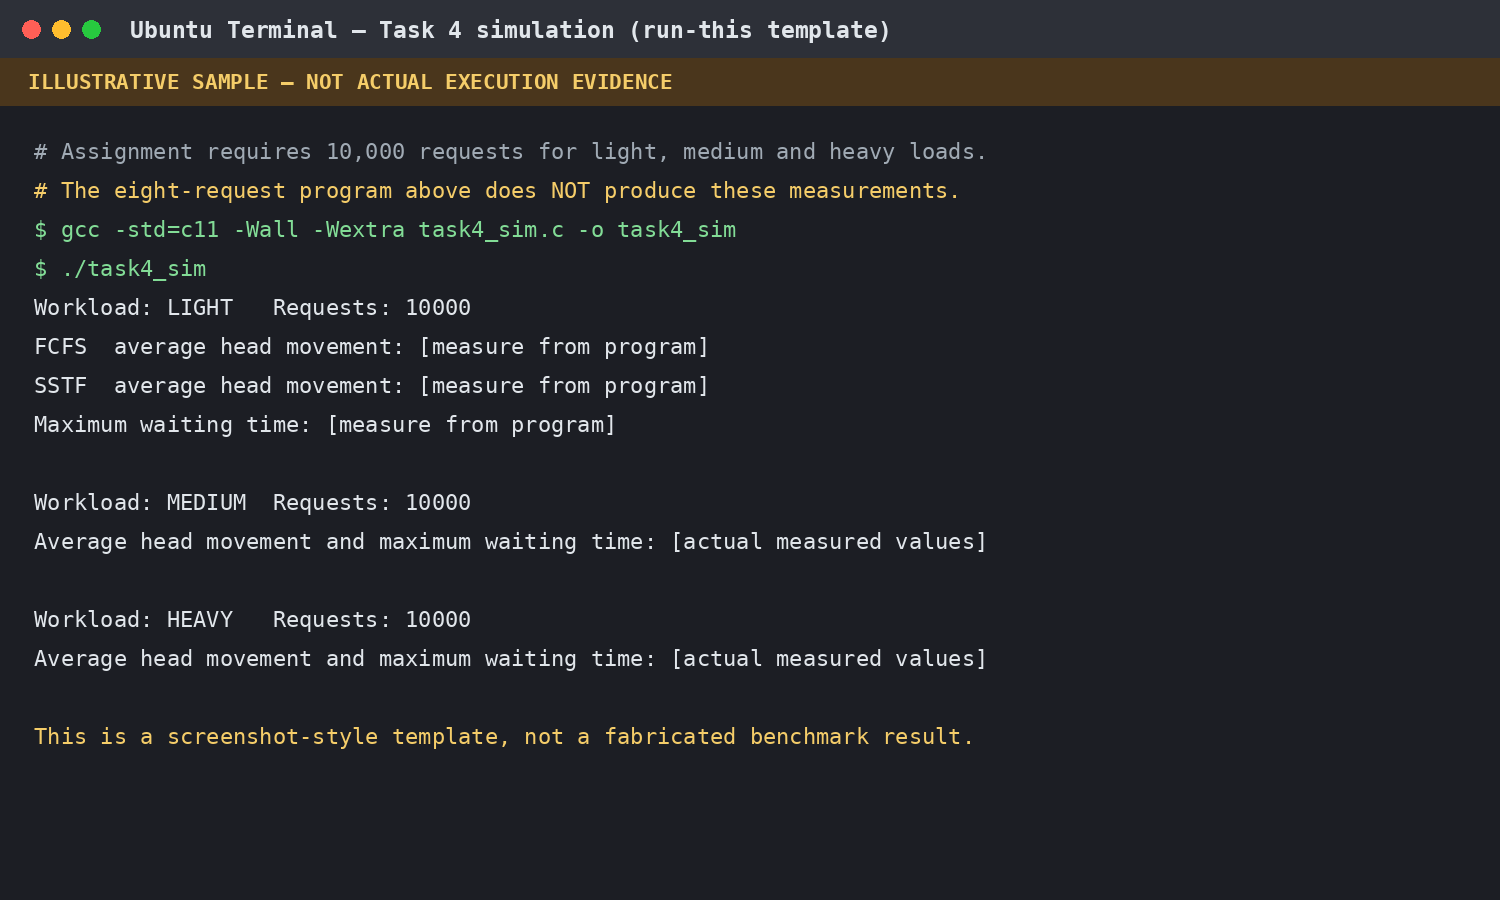 Ubuntu Terminal — Task 4 simulation (run-this template)
ILLUSTRATIVE SAMPLE — NOT ACTUAL EXECUTION EVIDENCE
# Assignment requires 10,000 requests for light, medium and heavy loads.
# The eight-request program above does NOT produce these measurements.
$ gcc -std=c11 -Wall -Wextra task4_sim.c -o task4_sim
$ ./task4_sim
Workload: LIGHT   Requests: 10000
FCFS  average head movement: [measure from program]
SSTF  average head movement: [measure from program]
Maximum waiting time: [measure from program]
Workload: MEDIUM  Requests: 10000
Average head movement and maximum waiting time: [actual measured values]
Workload: HEAVY   Requests: 10000
Average head movement and maximum waiting time: [actual measured values]
This is a screenshot-style template, not a fabricated benchmark result.